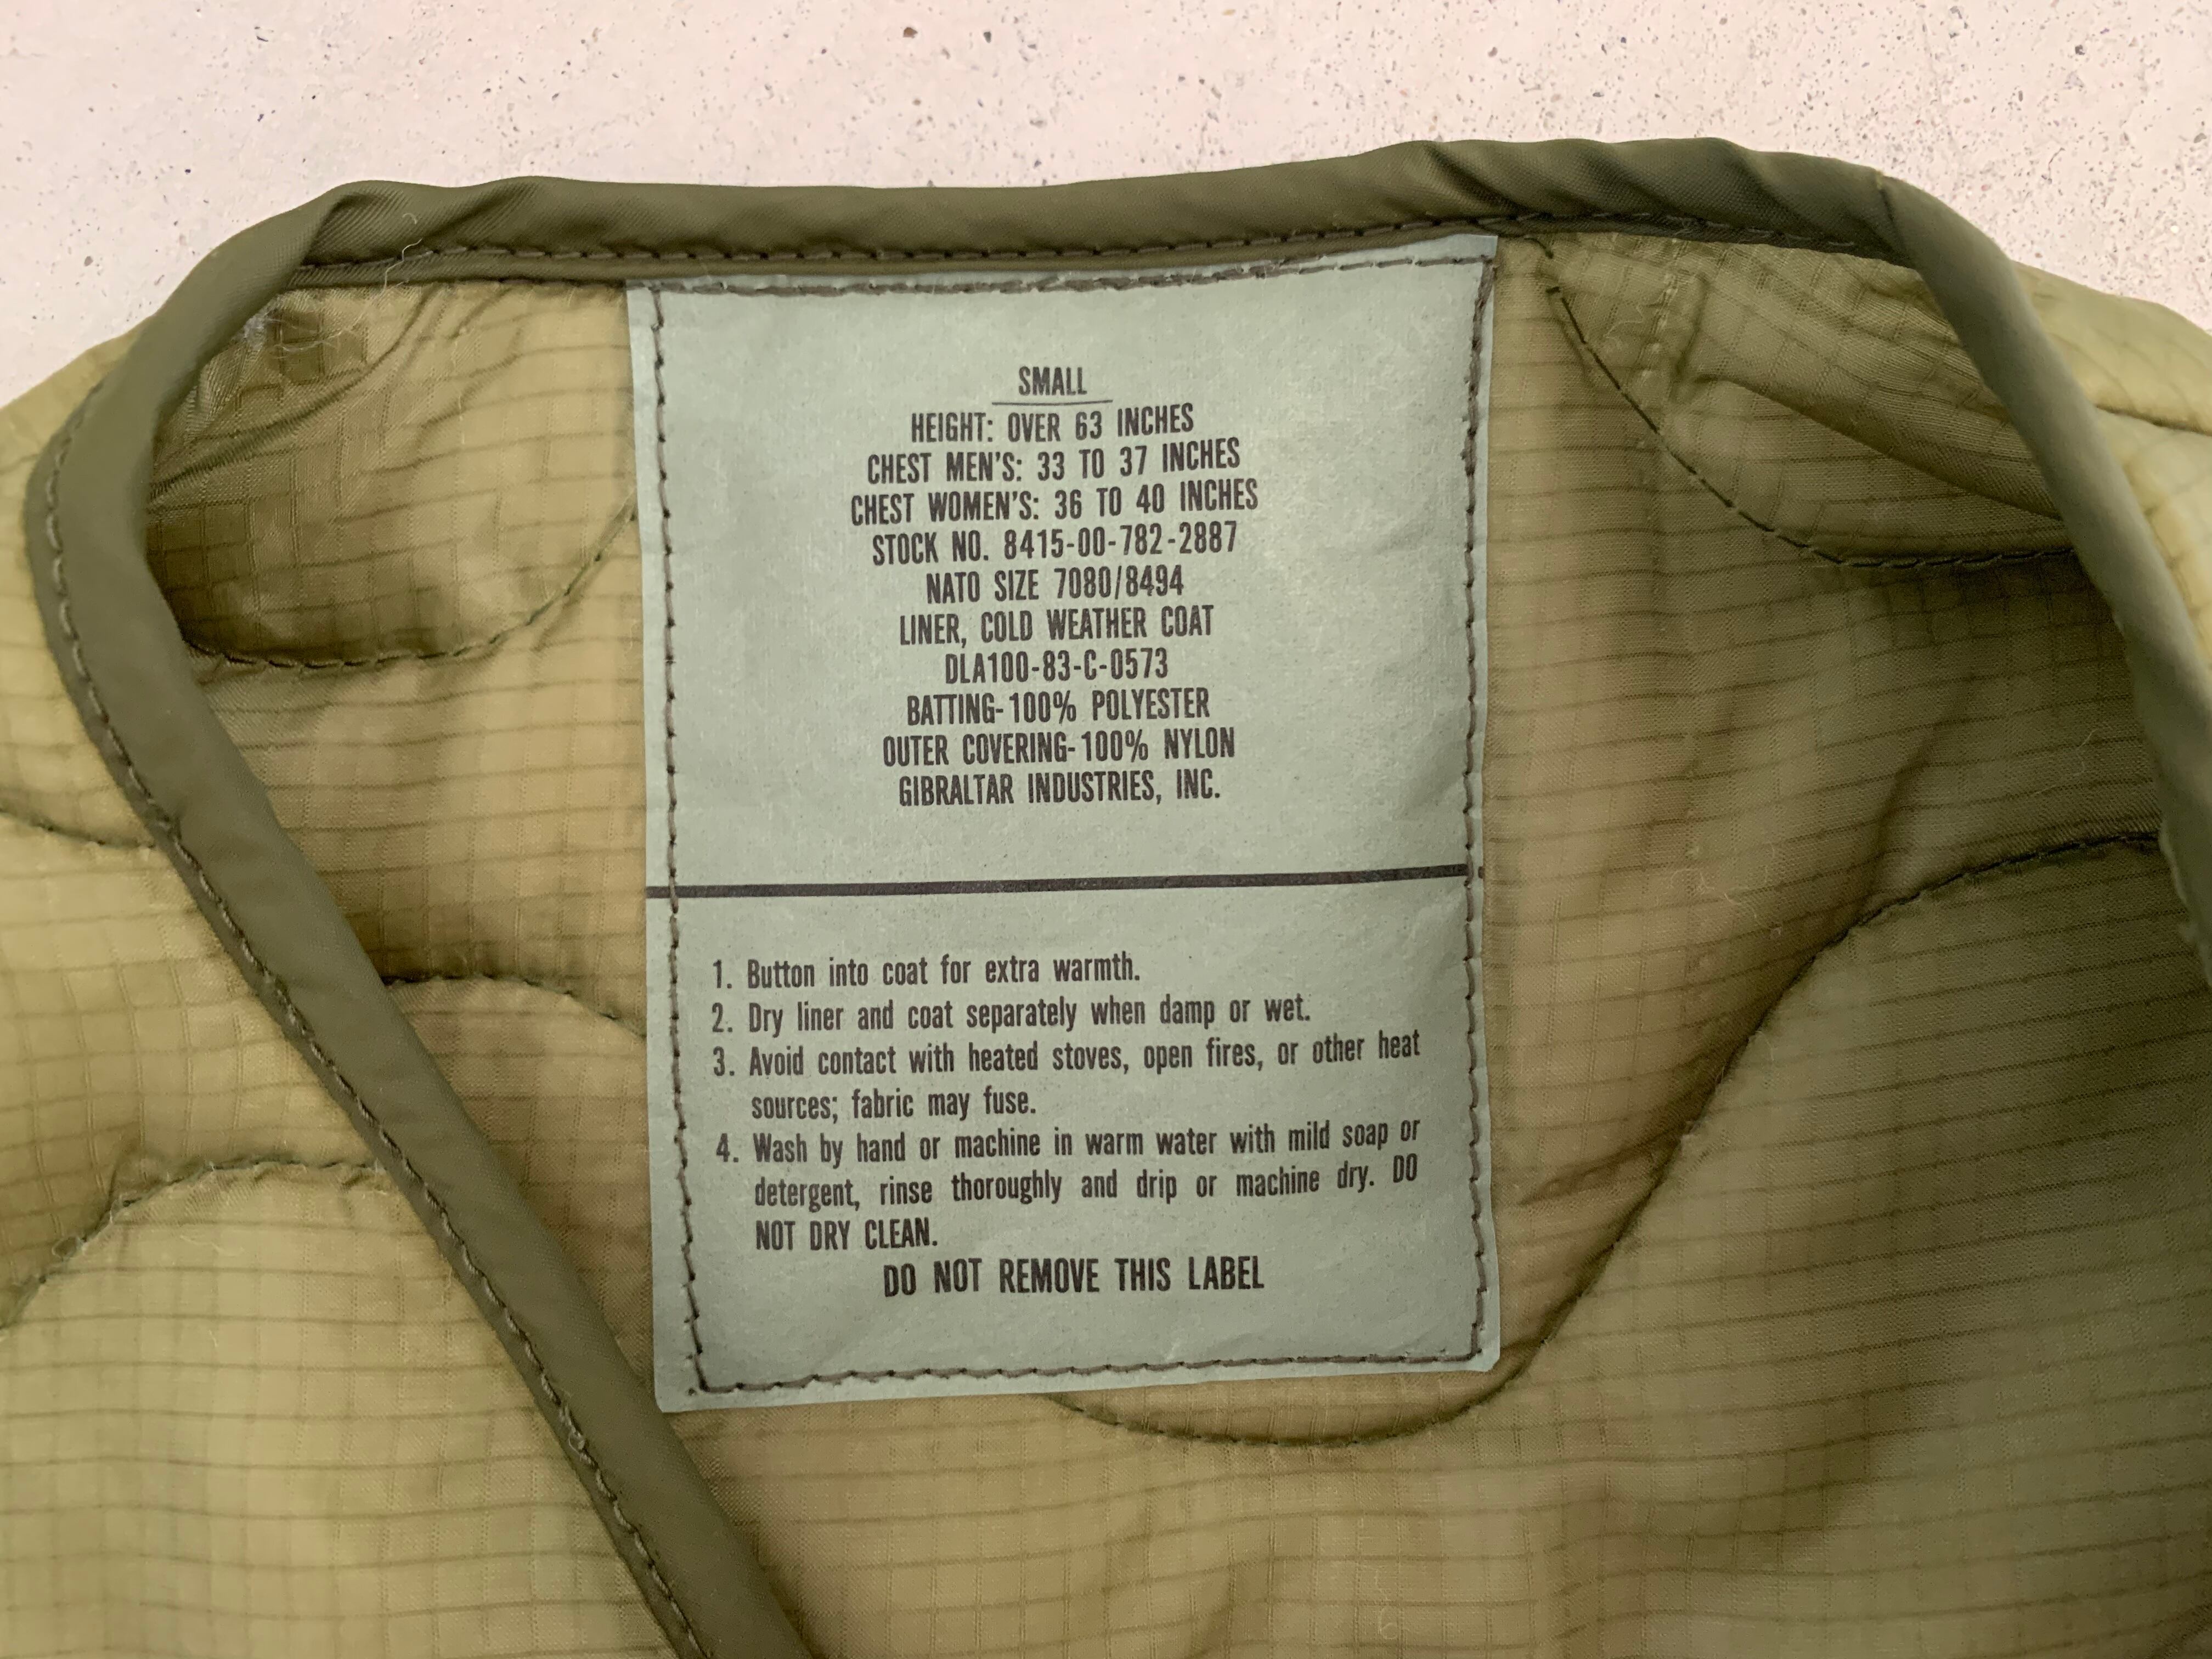 SMALL
HEIGHT: OVER 63 INCHES
CHEST MEN'S: 33 TO 37 INCHES
CHEST WOMEN'S: 36 TO 40 INCHES
STOCK NO. 8415-00-782-2887
NATO SIZE 7080/8494
LINER, COLD WEATHER COAT
DLA100-83-C-0573
BATTING-100% POLYESTER
OUTER COVERING-100% NYLON
GIBRALTAR INDUSTRIES, INC.
1. Button into coat for extra warmth.
2. Dry liner and coat separately when damp or wet.
3. Avoid contact with heated stoves, open fires, or other heat
sources; fabric may fuse.
4. Wash by hand or machine in warm water with mild soap or
detergent, rinse thoroughly and drip or machine dry. DO
NOT DRY CLEAN.
DO NOT REMOVE THIS LABEL